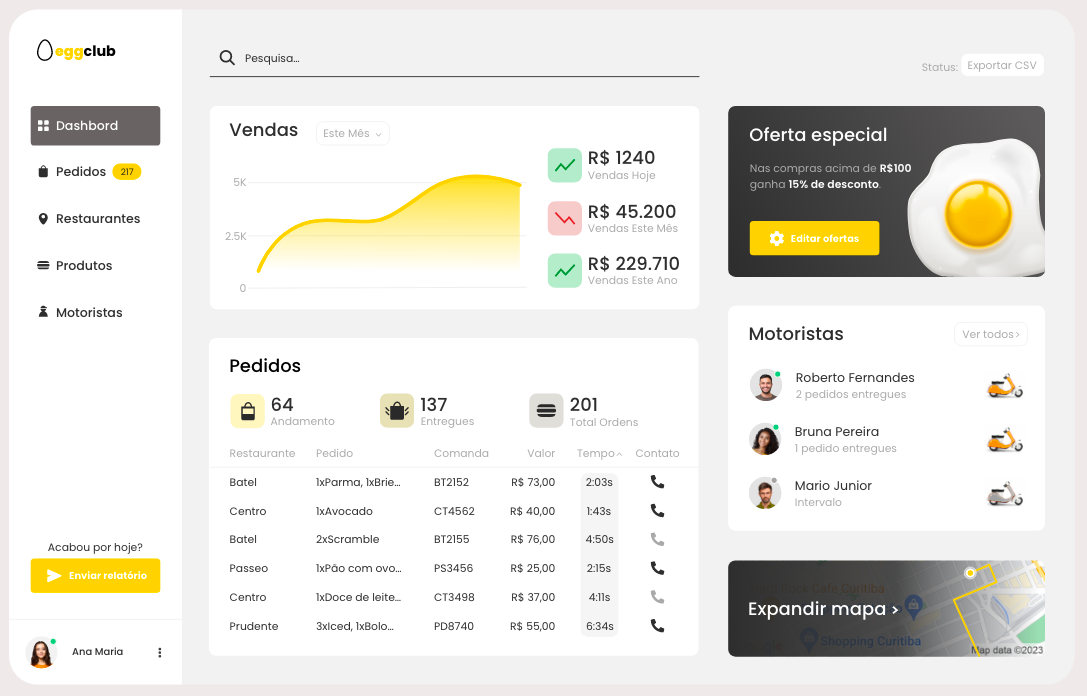 eggclub
Dashbord
Pedidos 217
Restaurantes
Produtos
Motoristas
Acabou por hoje?
Enviar relatório
Ana Maria
Pesquisa...
Status: Exportar CSV
Vendas Este Mês
5K
2.5K
0
R$ 1240
Vendas Hoje
R$ 45.200
Vendas Este Mês
R$ 229.710
Vendas Este Ano
Oferta especial
Nas compras acima de R$100
ganha 15% de desconto.
Editar ofertas
Pedidos
64
Andamento
137
Entregues
201
Total Ordens
Restaurante Pedido Comanda Valor Tempo Contato
Batel 1xParma, 1xBrie... BT2152 R$ 73,00 2:03s
Centro 1xAvocado CT4562 R$ 40,00 1:43s
Batel 2xScramble BT2155 R$ 76,00 4:50s
Passeo 1xPão com ovo... PS3456 R$ 25,00 2:15s
Centro 1xDoce de leite... CT3498 R$ 37,00 4:11s
Prudente 3xIced, 1xBolo... PD8740 R$ 55,00 6:34s
Motoristas Ver todos >
Roberto Fernandes
2 pedidos entregues
Bruna Pereira
1 pedido entregues
Mario Junior
Intervalo
Rock Cafe Curitiba
Expandir mapa >
Shopping Curitiba
Map data ©2023